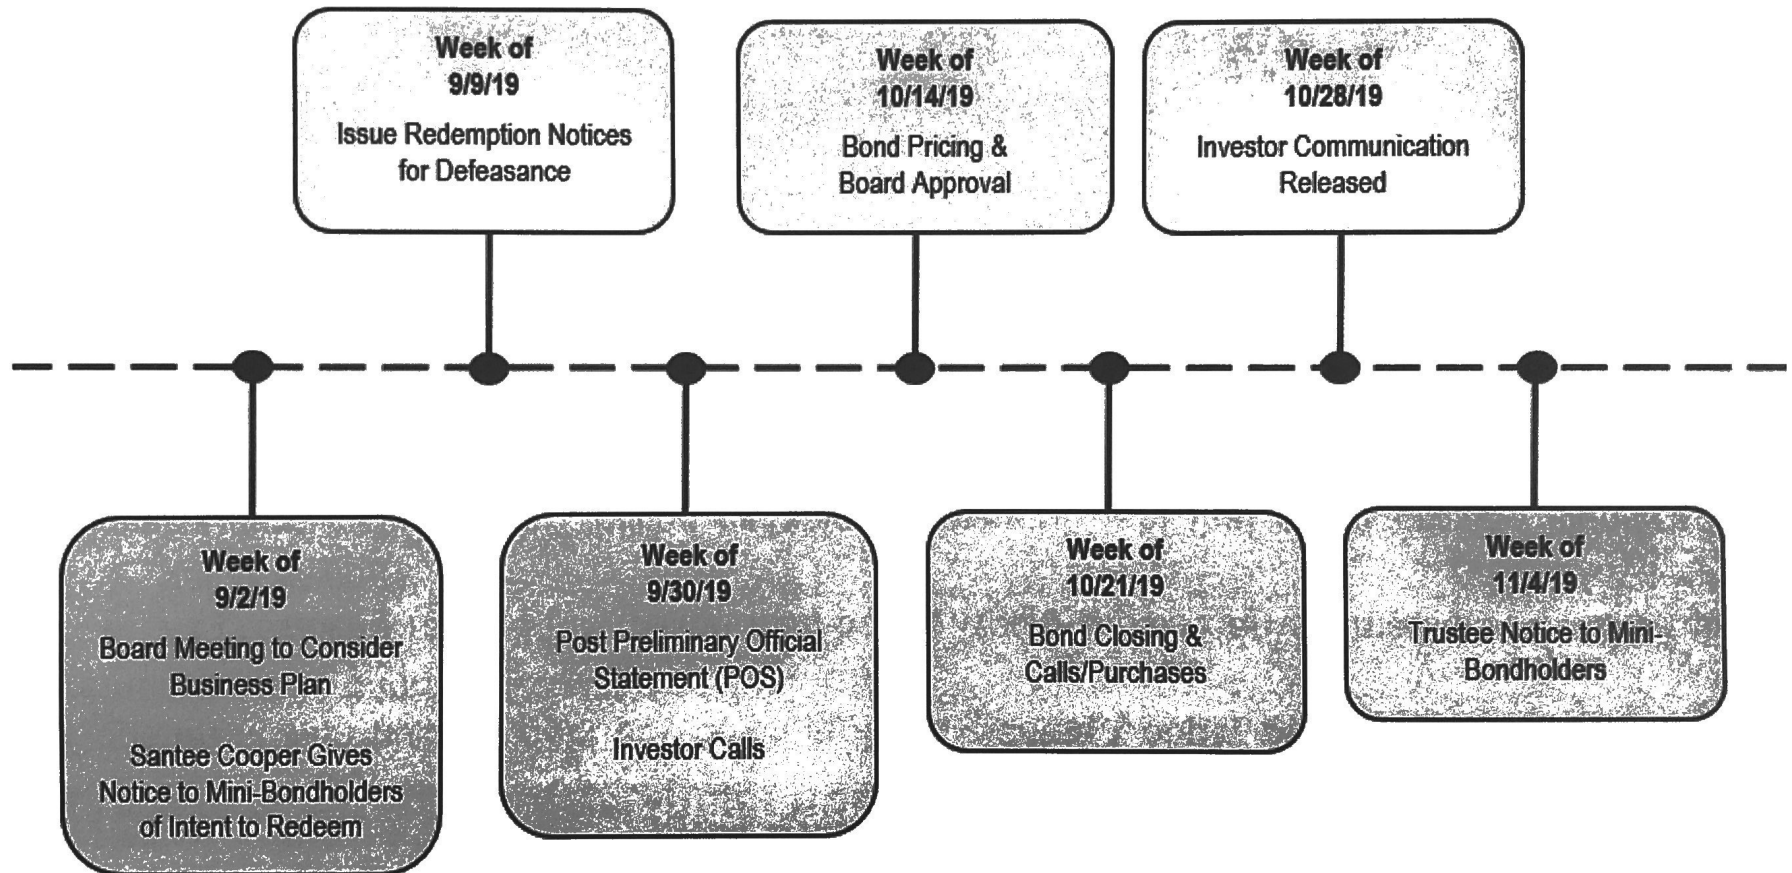 Week of
9/9/19
Issue Redemption Notices
for Defeasance
Week of
10/14/19
Bond Pricing &
Board Approval
Week of
10/28/19
Investor Communication
Released
Week of
9/2/19
Board Meeting to Consider
Business Plan
Santee Cooper Gives
Notice to Mini-Bondholders
of Intent to Redeem
Week of
9/30/19
Post Preliminary Official
Statement (POS)
Investor Calls
Week of
10/21/19
Bond Closing &
Calls/Purchases
Week of
11/4/19
Trustee Notice to Mini-
Bondholders